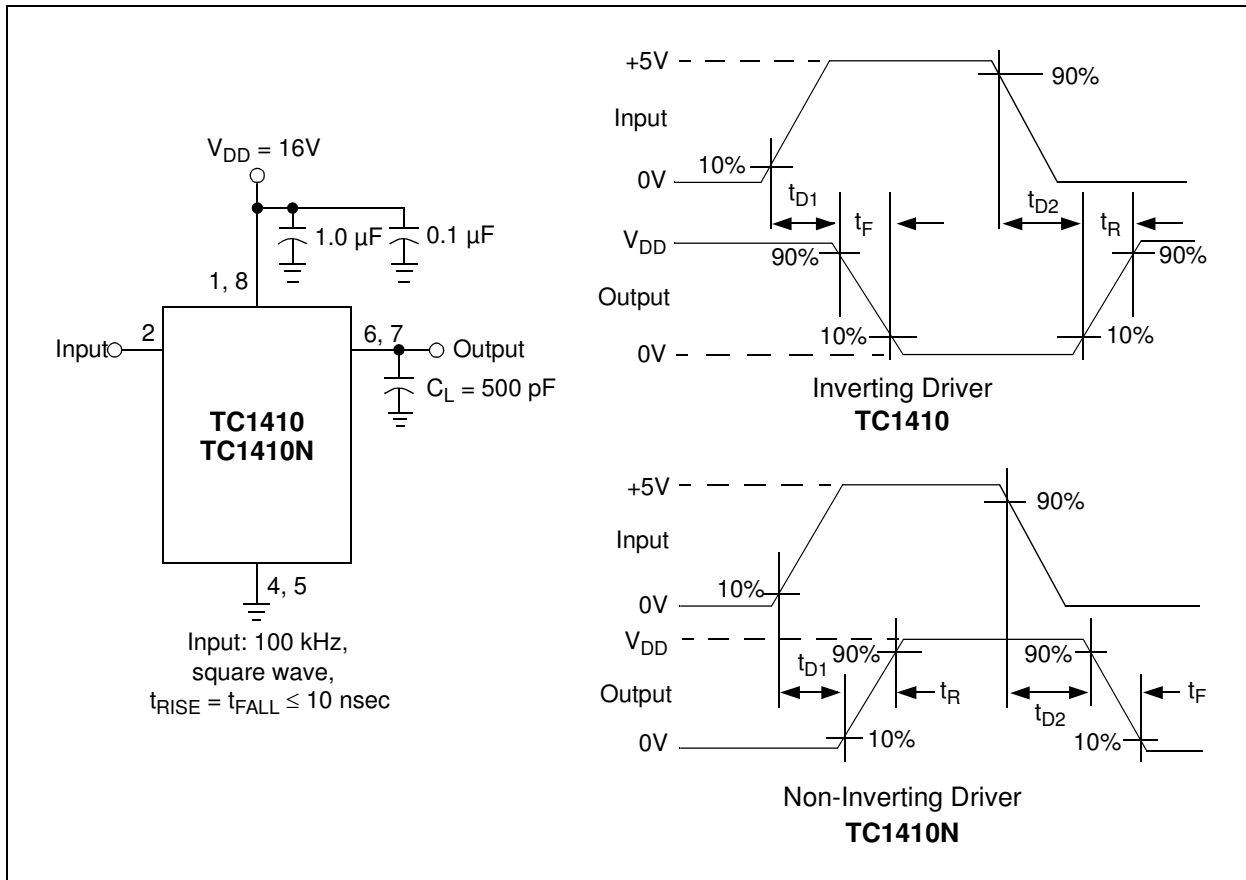 V_DD = 16V
1.0 µF
0.1 µF
1, 8
Input
2
6, 7
Output
C_L = 500 pF
TC1410
TC1410N
4, 5
Input: 100 kHz,
square wave,
t_RISE = t_FALL ≤ 10 nsec
+5V
Input
0V
10%
90%
t_D1
t_F
t_D2
t_R
V_DD
90%
90%
Output
10%
10%
0V
Inverting Driver
TC1410
+5V
90%
Input
10%
0V
V_DD
t_D1
90%
90%
t_R
t_D2
t_F
Output
0V
10%
10%
Non-Inverting Driver
TC1410N